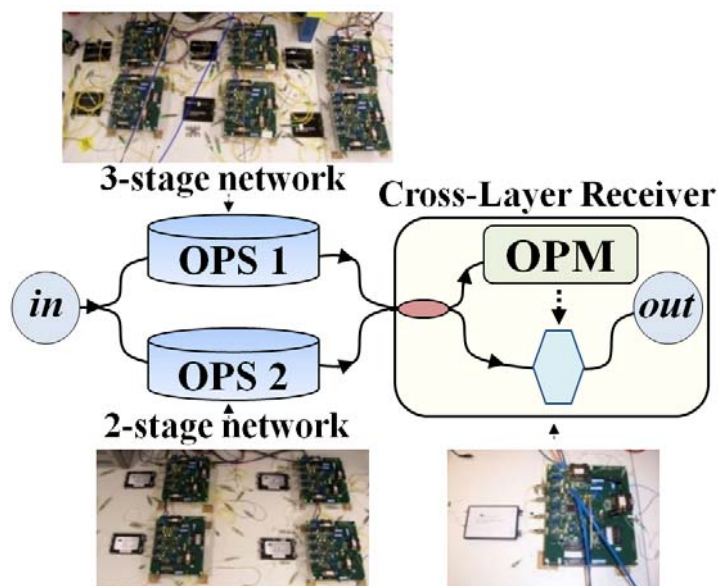 3-stage network
Cross-Layer Receiver
OPS 1
OPM
in
out
OPS 2
2-stage network